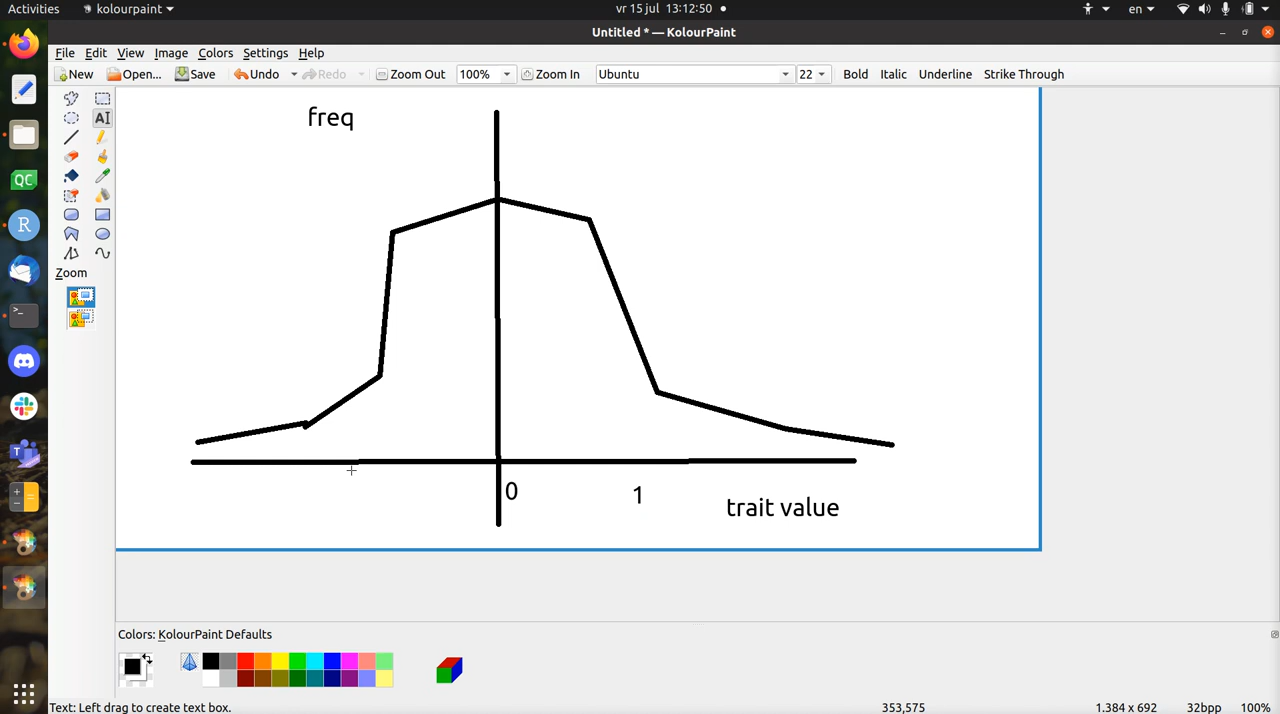 Activities kolourpaint vr 15 jul 13:12:50 en
Untitled * — KolourPaint
File Edit View Image Colors Settings Help
New Open... Save Undo Redo Zoom Out 100% Zoom In Ubuntu 22 Bold Italic Underline Strike Through
AI
QC
R
Zoom
freq
0
1
trait value
Colors: KolourPaint Defaults
Text: Left drag to create text box. 353,575 1.384 x 692 32bpp 100%